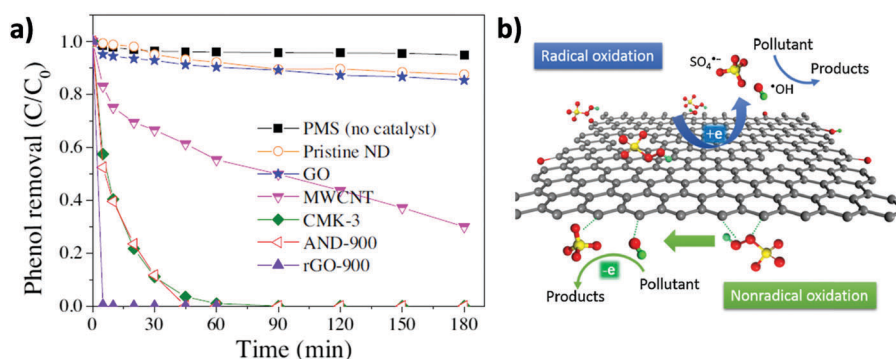 a)
Phenol removal (C/C₀)
1.0
0.8
0.6
0.4
0.2
0.0
PMS (no catalyst)
Pristine ND
GO
MWCNT
CMK-3
AND-900
rGO-900
0 30 60 90 120 150 180
Time (min)
b)
Radical oxidation
SO₄•−
Pollutant
Products
•OH
+e
-e
Products
Pollutant
Nonradical oxidation